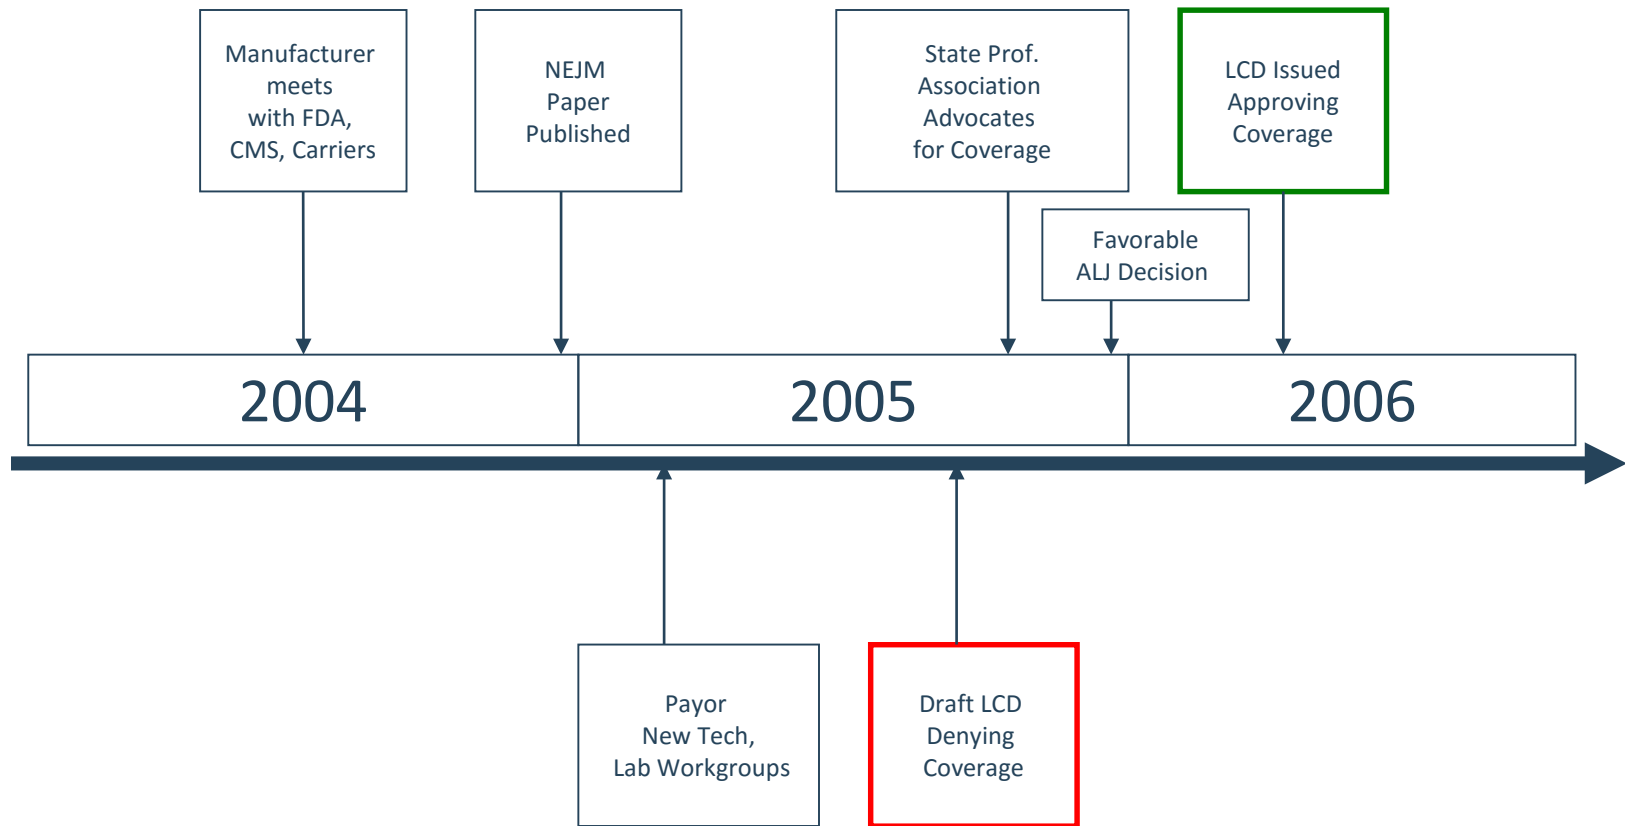 Manufacturer
meets
with FDA,
CMS, Carriers
NEJM
Paper
Published
State Prof.
Association
Advocates
for Coverage
LCD Issued
Approving
Coverage
Favorable
ALJ Decision
2004
2005
2006
Payor
New Tech,
Lab Workgroups
Draft LCD
Denying
Coverage